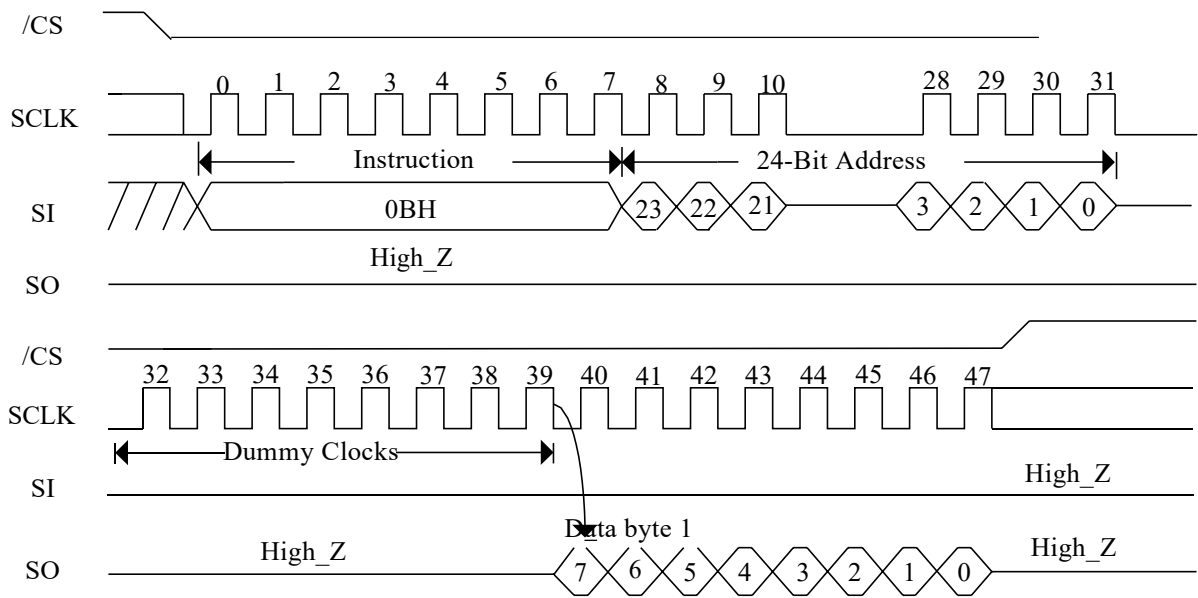 /CS
0 1 2 3 4 5 6 7 8 9 10 28 29 30 31
SCLK
Instruction 24-Bit Address
SI 0BH 23 22 21 3 2 1 0
High_Z
SO
/CS
32 33 34 35 36 37 38 39 40 41 42 43 44 45 46 47
SCLK
Dummy Clocks
SI High_Z
Data byte 1
High_Z High_Z
SO 7 6 5 4 3 2 1 0